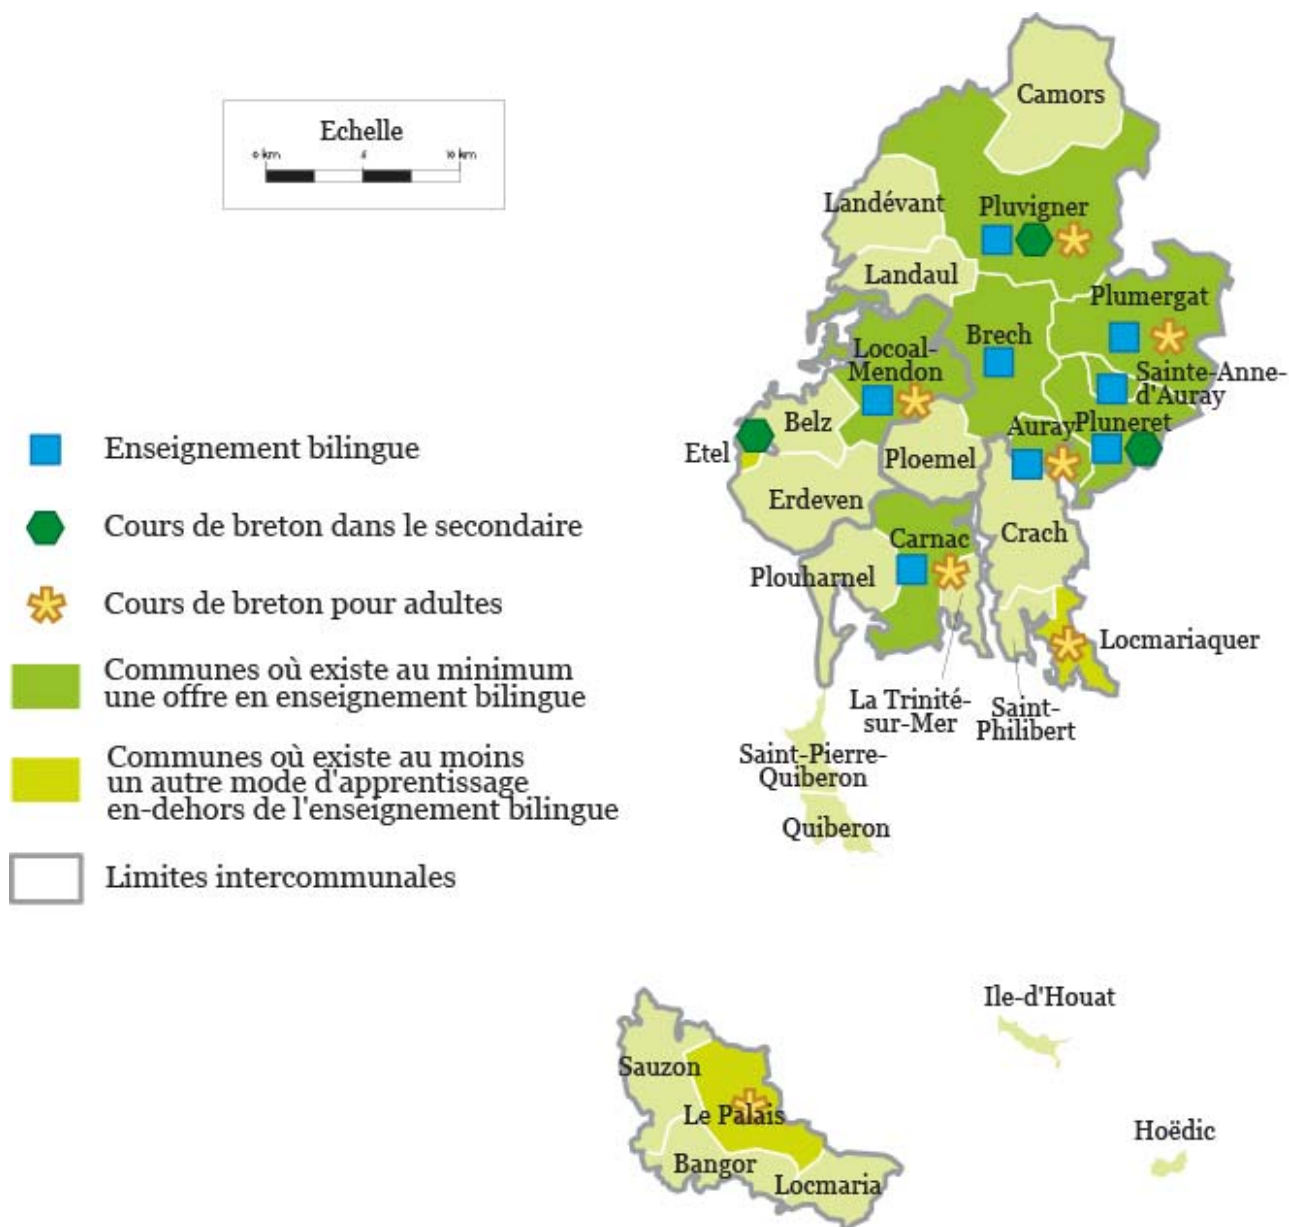 Echelle
0 km
5
10 km
Enseignement bilingue
Cours de breton dans le secondaire
Cours de breton pour adultes
Communes où existe au minimum
une offre en enseignement bilingue
Communes où existe au moins
un autre mode d'apprentissage
en-dehors de l'enseignement bilingue
Limites intercommunales
Camors
Landévant
Pluvigner
Landaul
Plumergat
Brech
Locoal-
Mendon
Sainte-Anne-
d'Auray
Belz
Auray
Pluneret
Etel
Ploemel
Erdeven
Crach
Carnac
Plouharnel
Locmariaquer
La Trinité-
sur-Mer
Saint-
Philibert
Saint-Pierre-
Quiberon
Quiberon
Ile-d'Houat
Sauzon
Le Palais
Hoëdic
Bangor
Locmaria